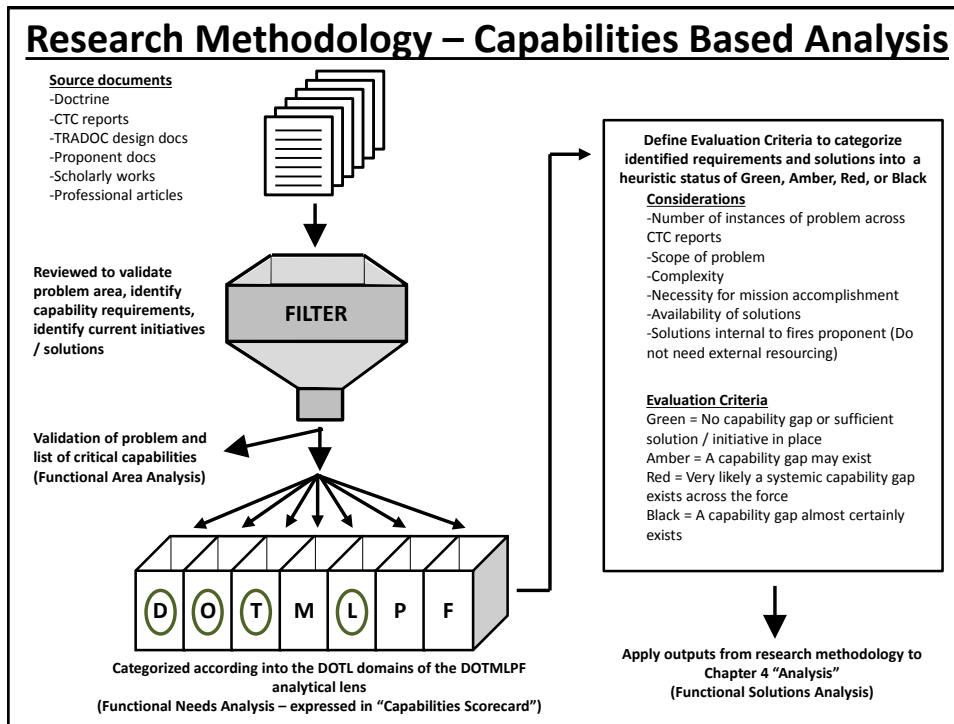 Research Methodology – Capabilities Based Analysis
Source documents
-Doctrine
-CTC reports
-TRADOC design docs
-Proponent docs
-Scholarly works
-Professional articles
Reviewed to validate
problem area, identify
capability requirements,
identify current initiatives
/ solutions
FILTER
Validation of problem and
list of critical capabilities
(Functional Area Analysis)
D O T M L P F
Categorized according into the DOTL domains of the DOTMLPF
analytical lens
(Functional Needs Analysis – expressed in “Capabilities Scorecard”)
Define Evaluation Criteria to categorize
identified requirements and solutions into a
heuristic status of Green, Amber, Red, or Black
Considerations
-Number of instances of problem across
CTC reports
-Scope of problem
-Complexity
-Necessity for mission accomplishment
-Availability of solutions
-Solutions internal to fires proponent (Do
not need external resourcing)
Evaluation Criteria
Green = No capability gap or sufficient
solution / initiative in place
Amber = A capability gap may exist
Red = Very likely a systemic capability gap
exists across the force
Black = A capability gap almost certainly
exists
Apply outputs from research methodology to
Chapter 4 “Analysis”
(Functional Solutions Analysis)